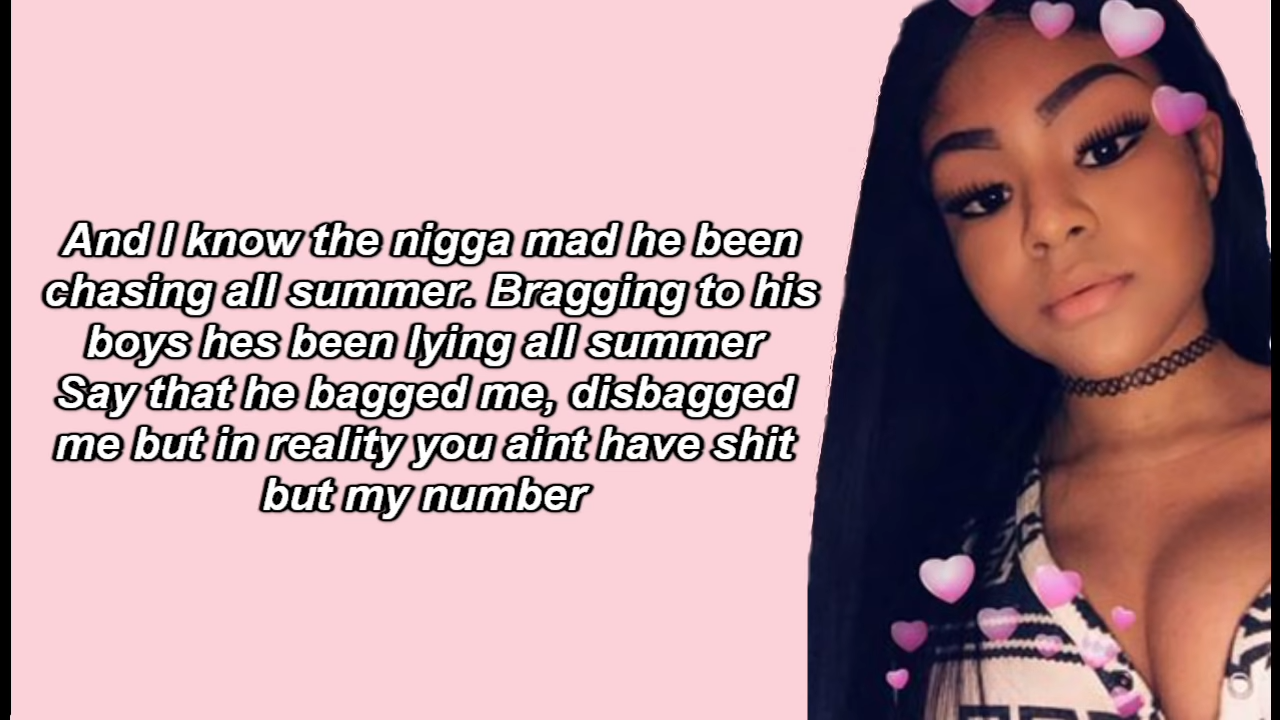 And I know the nigga mad he been
chasing all summer. Bragging to his
boys hes been lying all summer
Say that he bagged me, disbagged
me but in reality you aint have shit
but my number